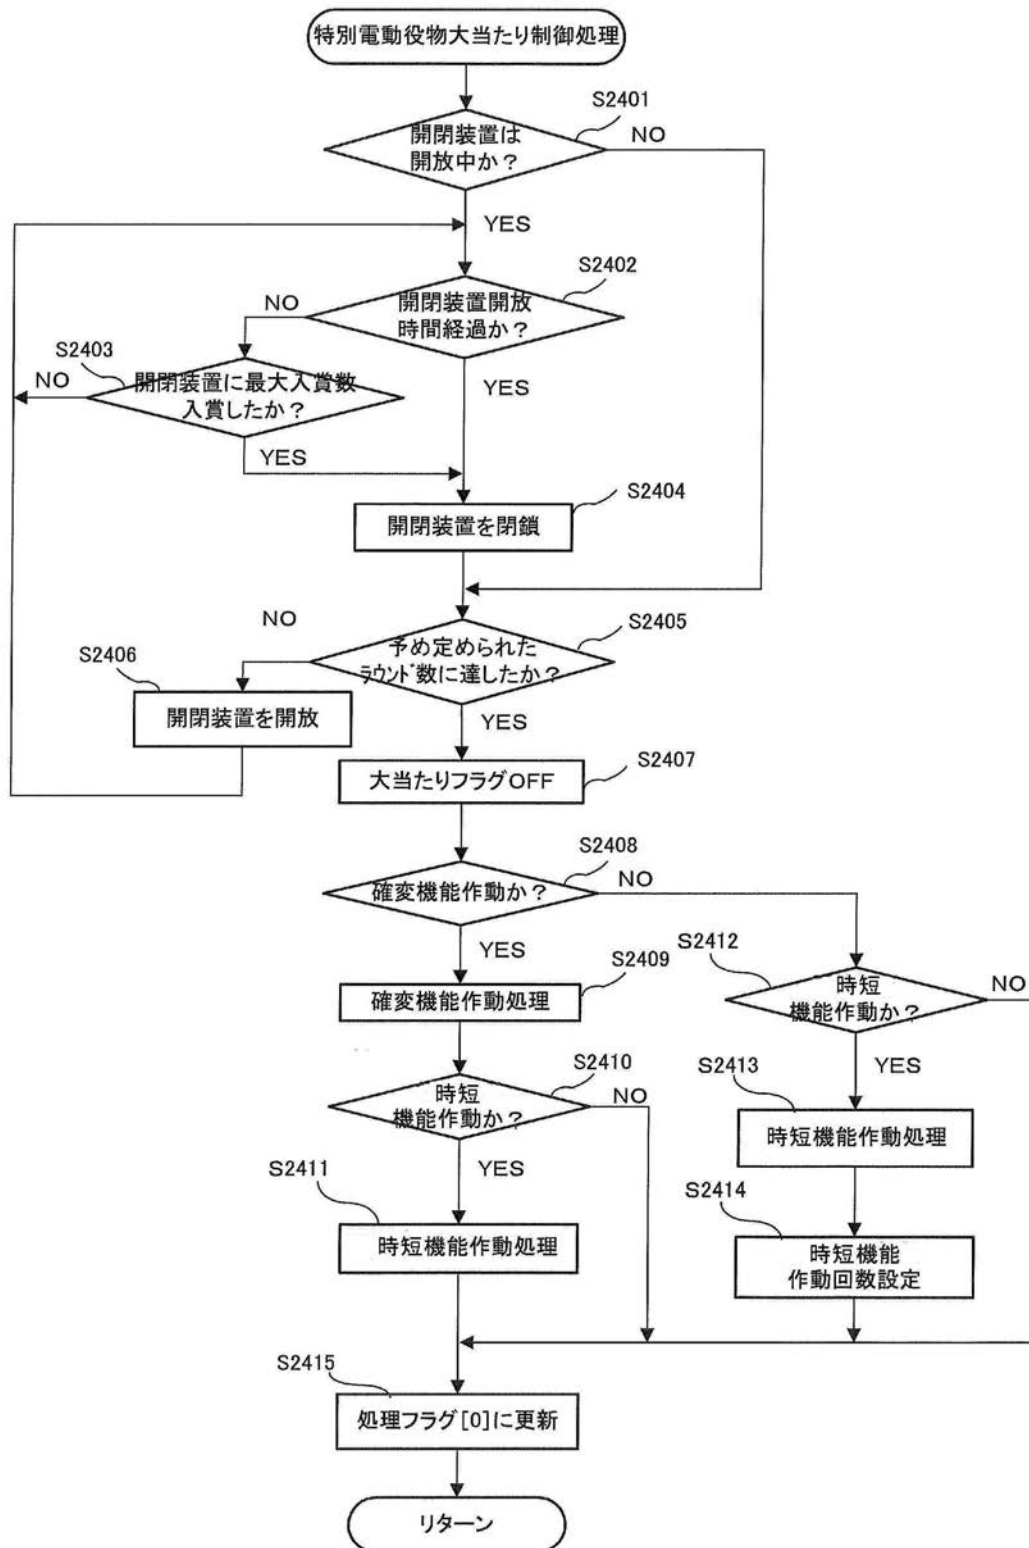 特別電動役物大当たり制御処理
S2401
開閉装置は
開放中か？
NO
YES
S2402
開閉装置開放
時間経過か？
NO
YES
S2403
開閉装置に最大入賞数
入賞したか？
NO
YES
S2404
開閉装置を閉鎖
S2405
予め定められた
ﾗｳﾝﾄﾞ数に達したか？
NO
YES
S2406
開閉装置を開放
S2407
大当たりフラグOFF
S2408
確変機能作動か？
NO
YES
S2409
確変機能作動処理
S2412
時短
機能作動か？
NO
YES
S2410
時短
機能作動か？
NO
YES
S2413
時短機能作動処理
S2411
時短機能作動処理
S2414
時短機能
作動回数設定
S2415
処理フラグ[0]に更新
リターン